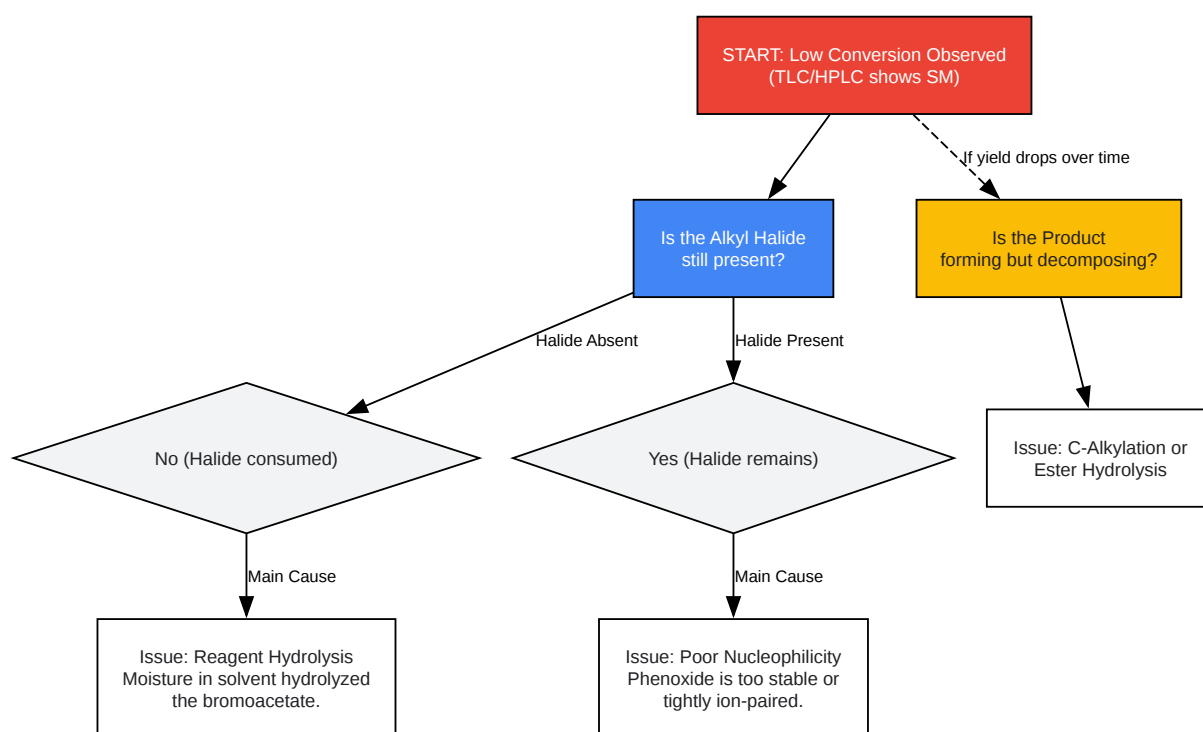 START: Low Conversion Observed
(TLC/HPLC shows SM)
If yield drops over time
Is the Alkyl Halide
still present?
Is the Product
forming but decomposing?
Halide Absent
Halide Present
No (Halide consumed)
Yes (Halide remains)
Issue: C-Alkylation or
Ester Hydrolysis
Main Cause
Main Cause
Issue: Reagent Hydrolysis
Moisture in solvent hydrolyzed
the bromoacetate.
Issue: Poor Nucleophilicity
Phenoxide is too stable or
tightly ion-paired.